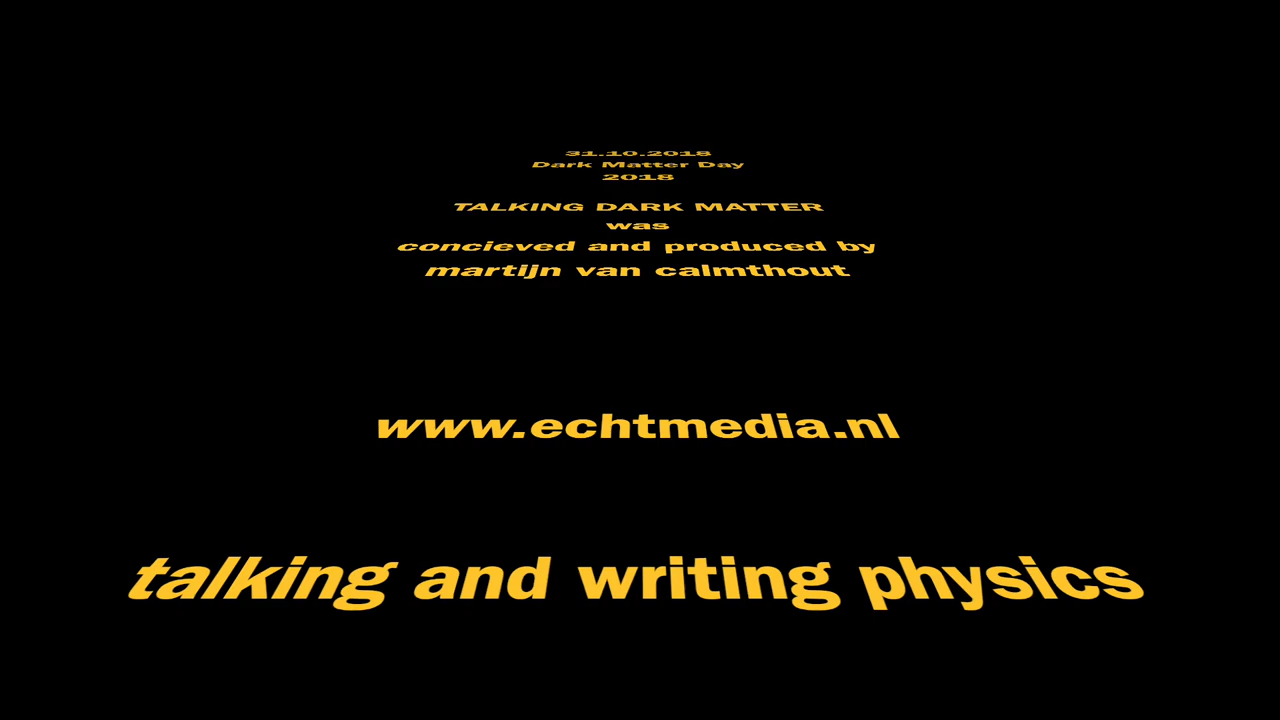 31.10.2018
Dark Matter Day
2018
TALKING DARK MATTER
was
concieved and produced by
martijn van calmthout
www.echtmedia.nl
talking and writing physics